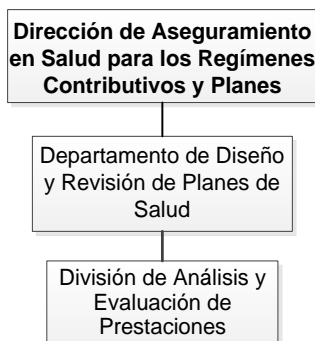 Dirección de Aseguramiento
en Salud para los Regímenes
Contributivos y Planes
Departamento de Diseño
y Revisión de Planes de
Salud
División de Análisis y
Evaluación de
Prestaciones